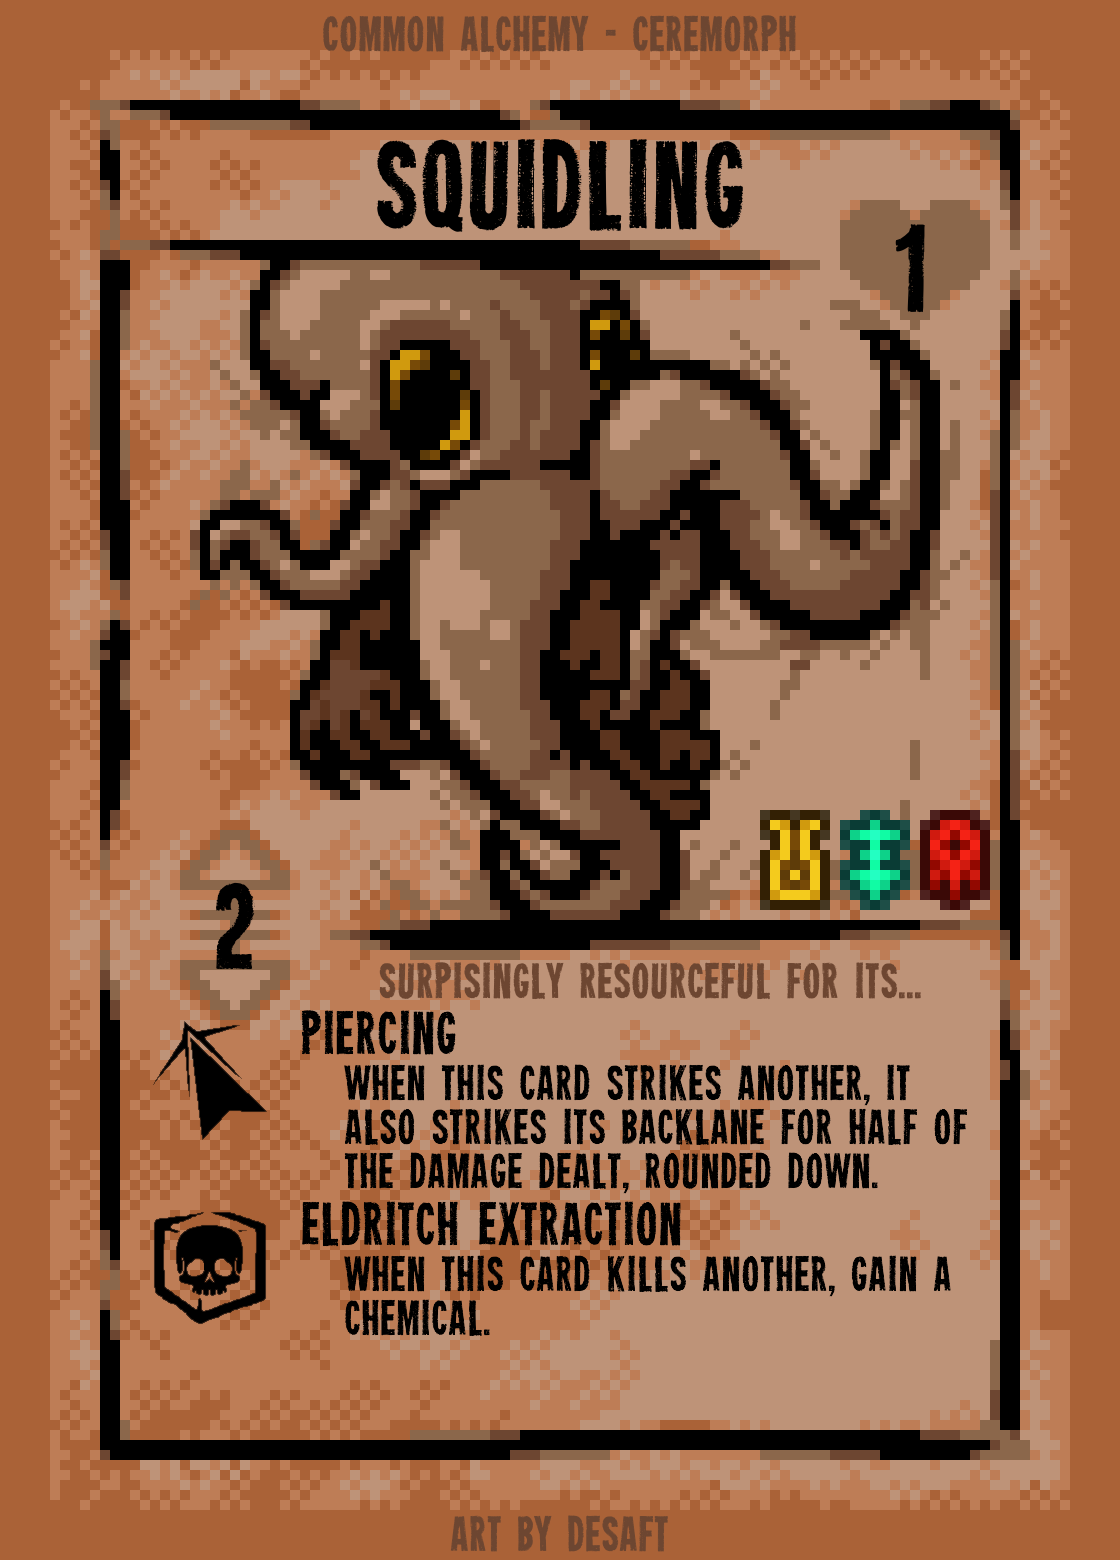 COMMON ALCHEMY - CEREMORPH
SQUIDLING
1
2
SURPISINGLY RESOURCEFUL FOR ITS...
PIERCING
WHEN THIS CARD STRIKES ANOTHER, IT
ALSO STRIKES ITS BACKLANE FOR HALF OF
THE DAMAGE DEALT, ROUNDED DOWN.
ELDRITCH EXTRACTION
WHEN THIS CARD KILLS ANOTHER, GAIN A
CHEMICAL.
ART BY DESAFT